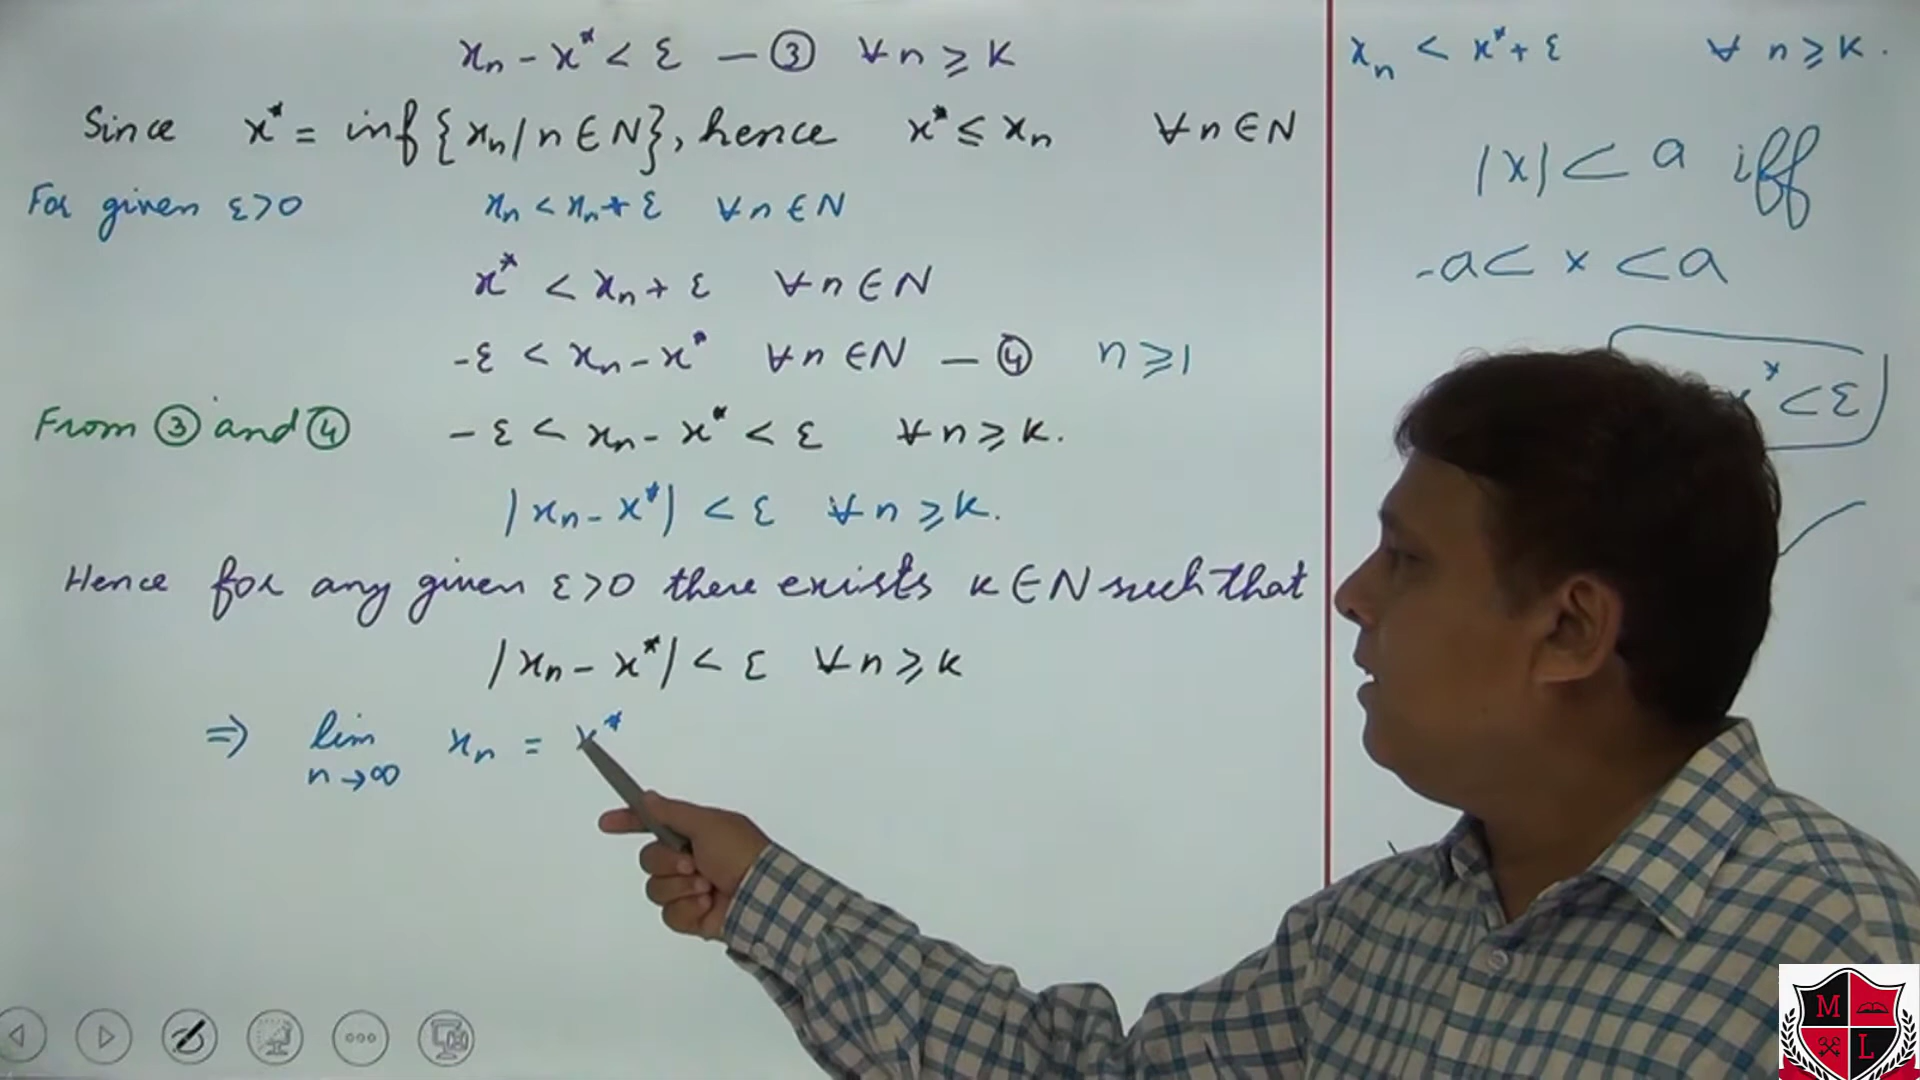 xₙ - x* < ε — ③ ∀ n ⩾ K
Since x* = inf {xₙ / n ∈ N}, hence x* ≤ xₙ ∀ n ∈ N
For given ε>0 xₙ < xₙ + ε ∀ n ∈ N
x* < xₙ + ε ∀ n ∈ N
-ε < xₙ - x* ∀ n ∈ N — ④ n ⩾ 1
From ③ and ④ - ε < xₙ - x* < ε ∀ n ⩾ K.
|xₙ - x*| < ε ∀ n ⩾ K.
Hence for any given ε>0 there exists K ∈ N such that
|xₙ - x*| < ε ∀ n ⩾ K
⇒ lim xₙ = x*
n→∞
xₙ < x* + ε ∀ n ⩾ K.
|x| < a iff
-a < x < a
x* < ε
M
L